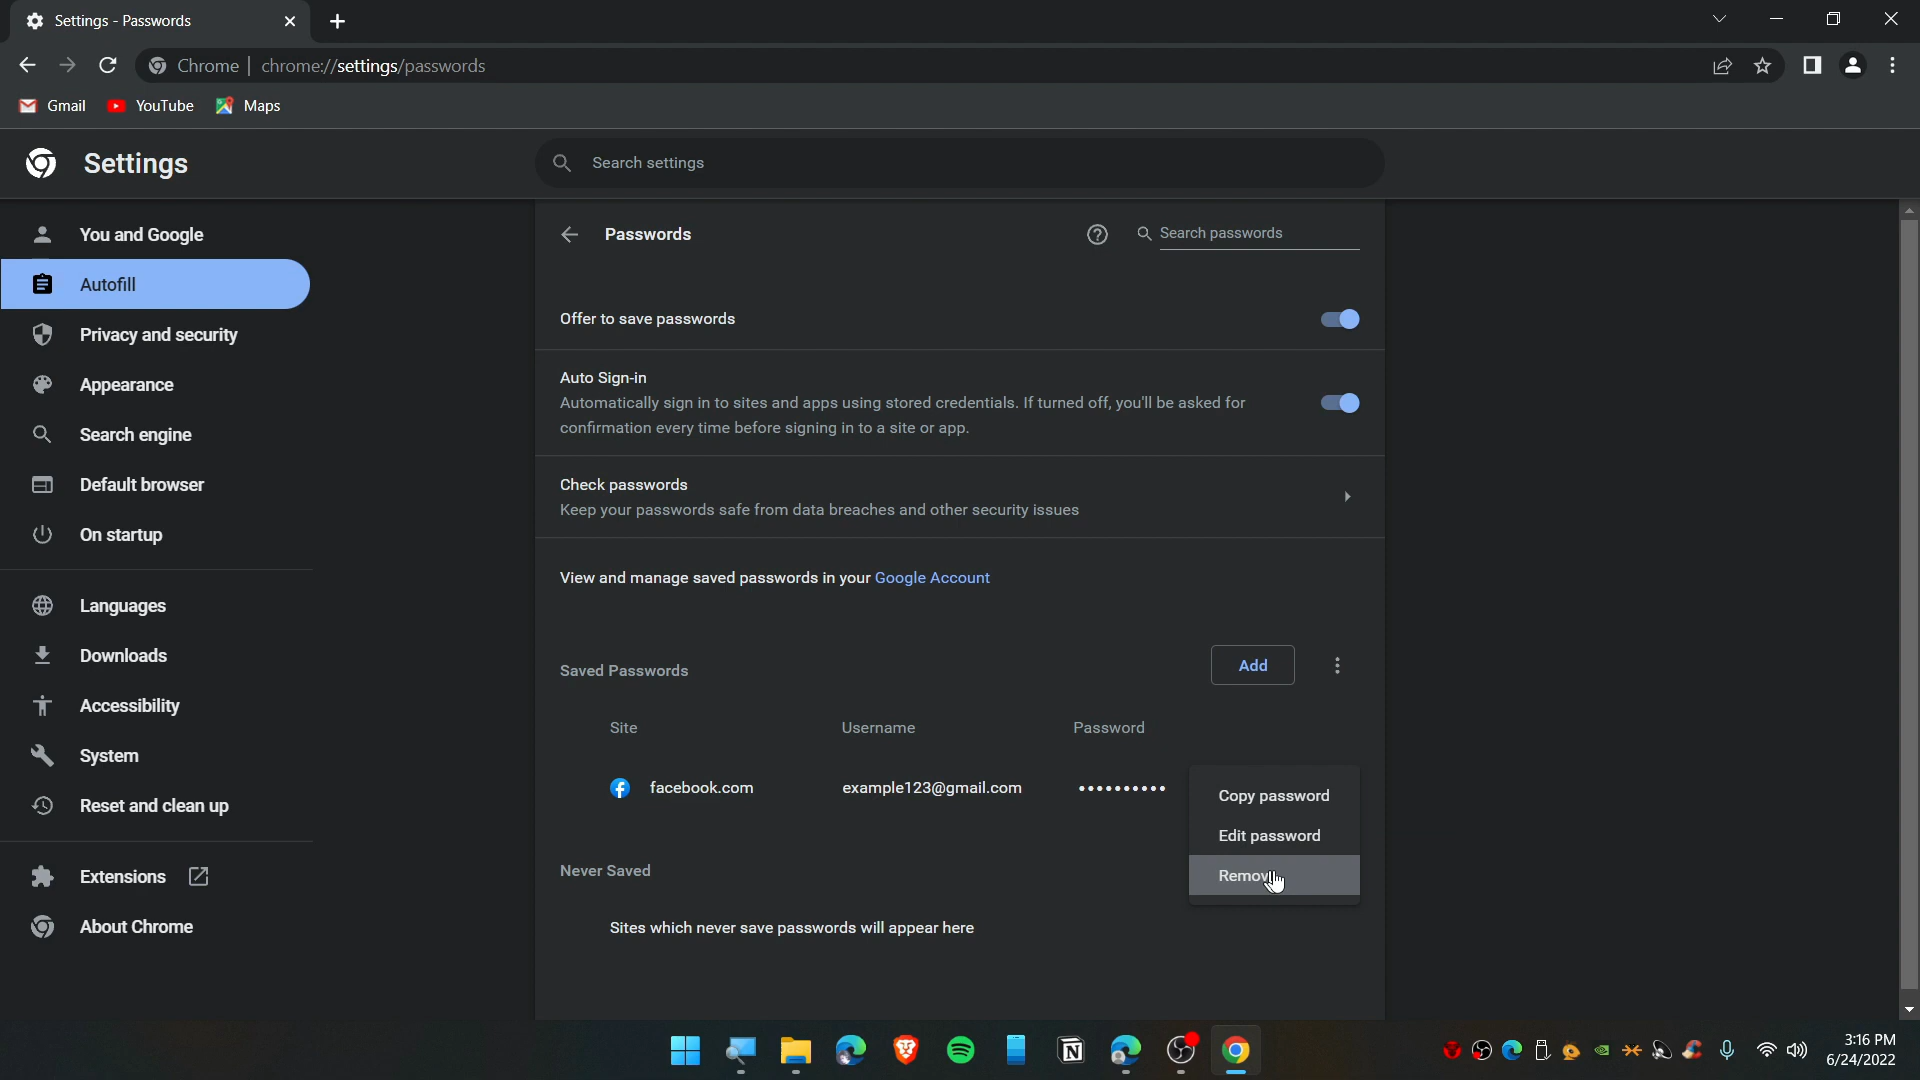 Settings - Passwords
Chrome | chrome://settings/passwords
Gmail YouTube Maps
Settings
Search settings
You and Google
Autofill
Privacy and security
Appearance
Search engine
Default browser
On startup
Languages
Downloads
Accessibility
System
Reset and clean up
Extensions
About Chrome
Passwords
Search passwords
Offer to save passwords
Auto Sign-in
Automatically sign in to sites and apps using stored credentials. If turned off, you'll be asked for
confirmation every time before signing in to a site or app.
Check passwords
Keep your passwords safe from data breaches and other security issues
View and manage saved passwords in your Google Account
Saved Passwords
Add
Site Username Password
facebook.com example123@gmail.com ••••••••••
Copy password
Edit password
Remov
Never Saved
Sites which never save passwords will appear here
3:16 PM
6/24/2022